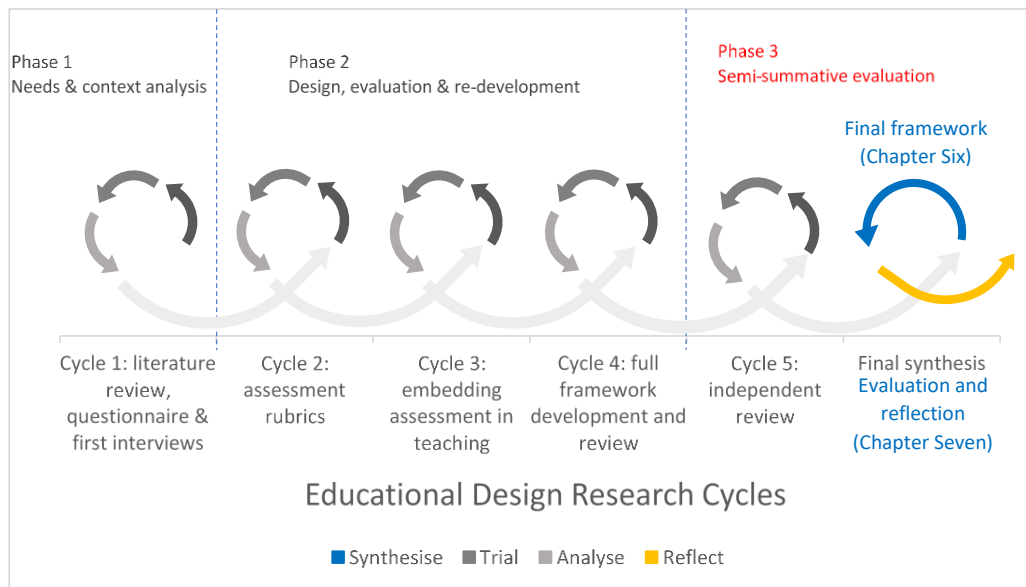 Phase 1
Needs & context analysis
Phase 2
Design, evaluation & re-development
Phase 3
Semi-summative evaluation
Final framework
(Chapter Six)
Cycle 1: literature
review,
questionnaire &
first interviews
Cycle 2:
assessment
rubrics
Cycle 3:
embedding
assessment in
teaching
Cycle 4: full
framework
development and
review
Cycle 5:
independent
review
Final synthesis
Evaluation and
reflection
(Chapter Seven)
Educational Design Research Cycles
Synthesise Trial Analyse Reflect